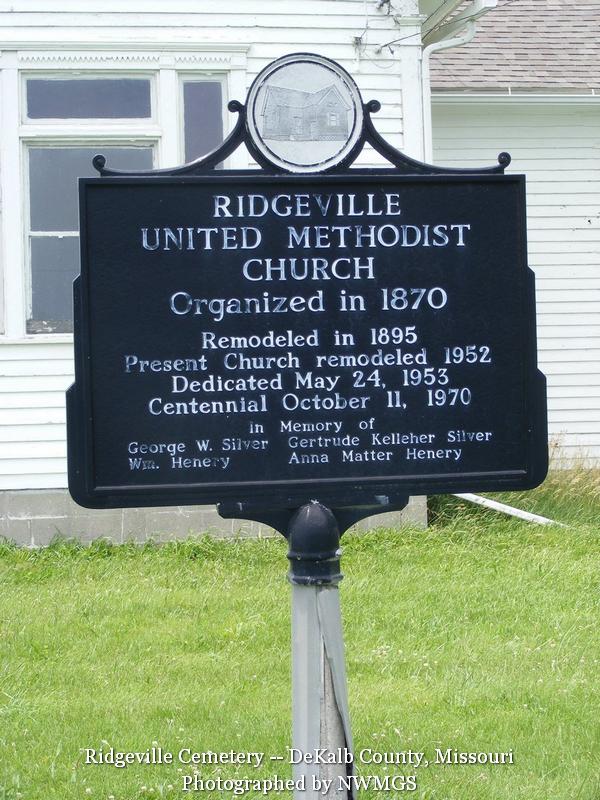 RIDGEVILLE
UNITED METHODIST
CHURCH
Organized in 1870
Remodeled in 1895
Present Church remodeled 1952
Dedicated May 24, 1953
Centennial October 11, 1970
in Memory of
George W. Silver Gertrude Kelleher Silver
Wm. Henery Anna Matter Henery
Ridgeville Cemetery -- DeKalb County, Missouri
Photographed by NWMGS